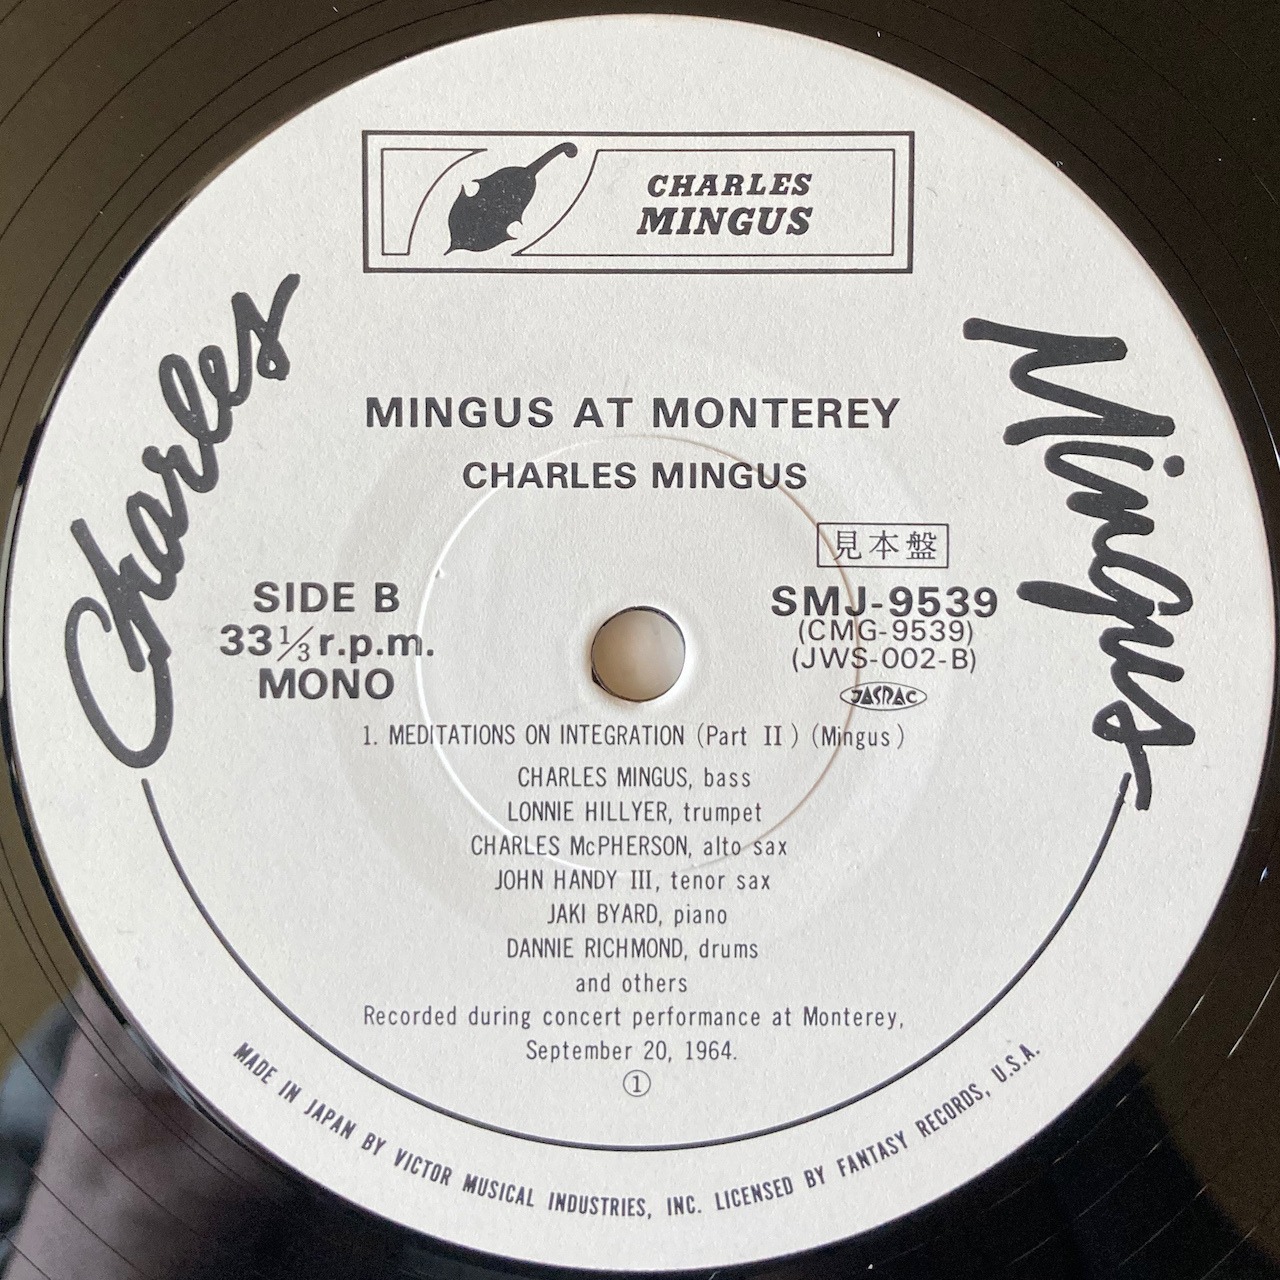 CHARLES
MINGUS
Charles
Mingus
MINGUS AT MONTEREY
CHARLES MINGUS
見本盤
SIDE B
33 1/3 r.p.m.
MONO
SMJ-9539
(CMG-9539)
(JWS-002-B)
JASRAC
1. MEDITATIONS ON INTEGRATION (Part II) (Mingus)
CHARLES MINGUS, bass
LONNIE HILLYER, trumpet
CHARLES McPHERSON, alto sax
JOHN HANDY III, tenor sax
JAKI BYARD, piano
DANNIE RICHMOND, drums
and others
Recorded during concert performance at Monterey,
September 20, 1964.
①
MADE IN JAPAN BY VICTOR MUSICAL INDUSTRIES, INC. LICENSED BY FANTASY RECORDS, U.S.A.